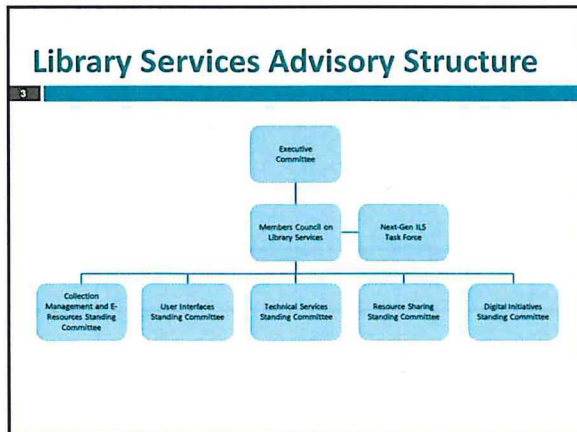 Library Services Advisory Structure
3
Executive
Committee
Members Council on
Library Services
Next-Gen ILS
Task Force
Collection
Management and E-
Resources Standing
Committee
User Interfaces
Standing Committee
Technical Services
Standing Committee
Resource Sharing
Standing Committee
Digital Initiatives
Standing Committee